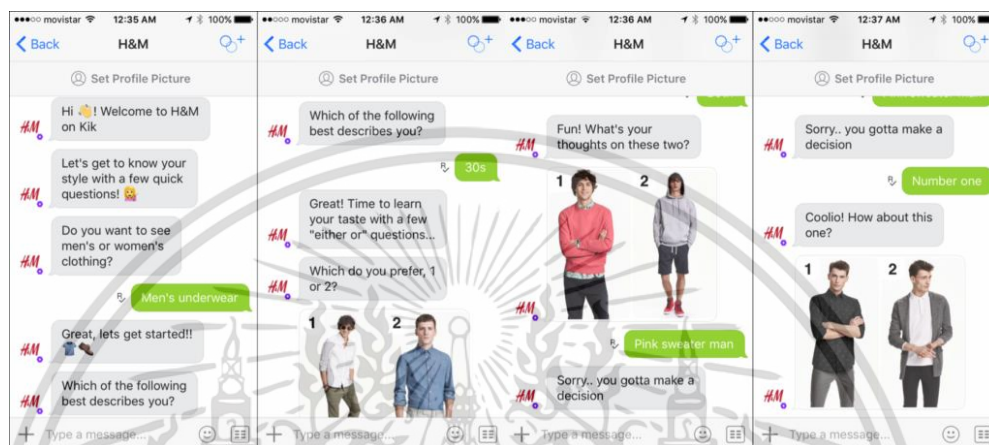 movistar 12:35 AM 100%
Back H&M
Set Profile Picture
Hi 👋! Welcome to H&M
on Kik
H&M
Let's get to know your
style with a few quick
questions! 🙆
H&M
Do you want to see
men's or women's
clothing?
H&M
Men's underwear
Great, lets get started!!
👕👞
H&M
Which of the following
best describes you?
H&M
Type a message...
movistar 12:36 AM 100%
Back H&M
Set Profile Picture
Which of the following
best describes you?
H&M
30s
Great! Time to learn
your taste with a few
"either or" questions...
H&M
Which do you prefer, 1
or 2?
H&M
1 2
Type a message...
movistar 12:36 AM 100%
Back H&M
Set Profile Picture
Fun! What's your
thoughts on these two?
H&M
1 2
H&M
Pink sweater man
Sorry.. you gotta make a
decision
H&M
Type a message...
movistar 12:37 AM 100%
Back H&M
Set Profile Picture
Sorry.. you gotta make a
decision
H&M
Number one
Coolio! How about this
one?
1 2
H&M
Type a message...